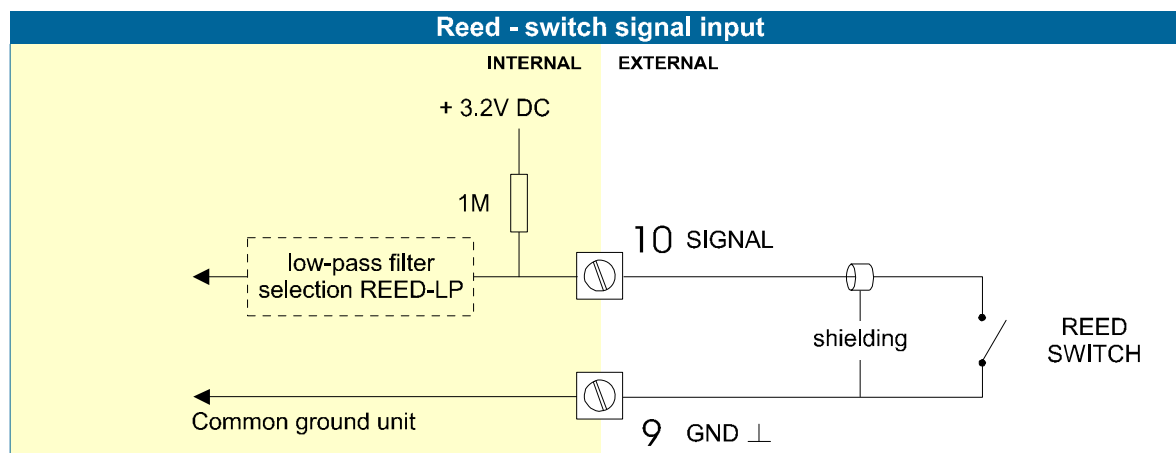 Reed - switch signal input
INTERNAL
EXTERNAL
+ 3.2V DC
1M
10 SIGNAL
low-pass filter
selection REED-LP
shielding
REED
SWITCH
Common ground unit
9 GND ⊥